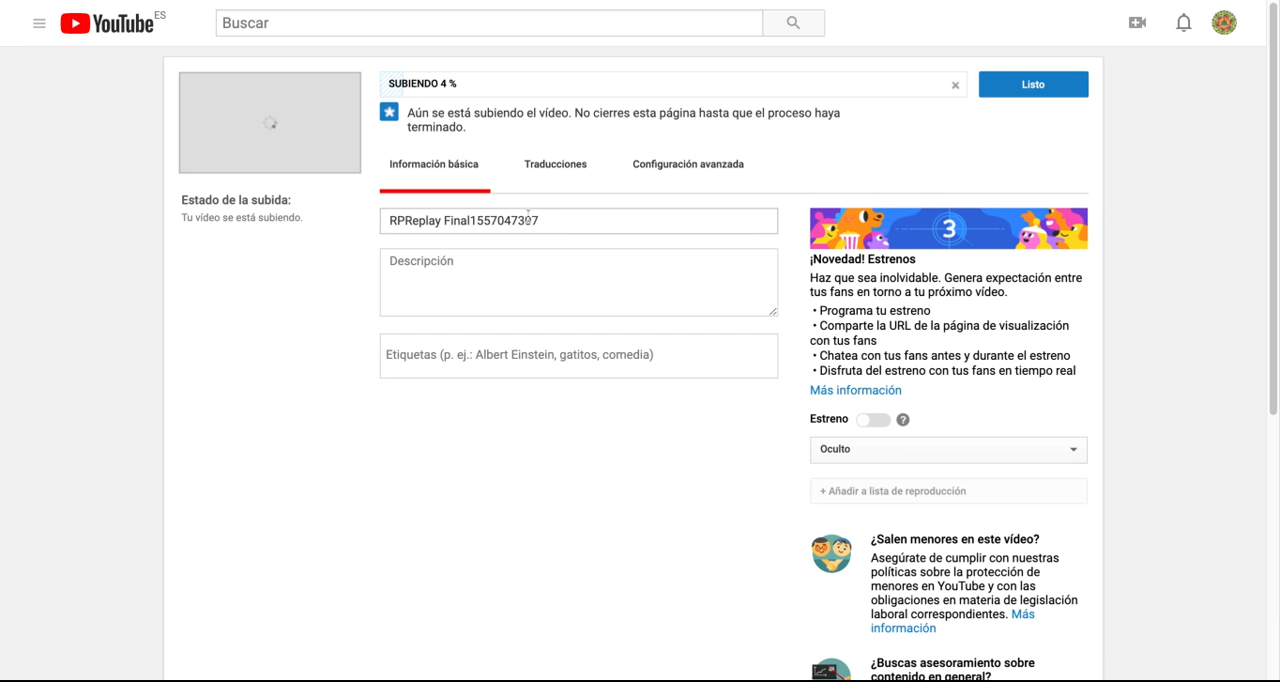 YouTube ES
Buscar
SUBIENDO 4 %
Listo
Aún se está subiendo el vídeo. No cierres esta página hasta que el proceso haya
terminado.
Información básica
Traducciones
Configuración avanzada
Estado de la subida:
Tu vídeo se está subiendo.
RPReplay Final1557047307
Descripción
Etiquetas (p. ej.: Albert Einstein, gatitos, comedia)
3
¡Novedad! Estrenos
Haz que sea inolvidable. Genera expectación entre
tus fans en torno a tu próximo vídeo.
• Programa tu estreno
• Comparte la URL de la página de visualización
con tus fans
• Chatea con tus fans antes y durante el estreno
• Disfruta del estreno con tus fans en tiempo real
Más información
Estreno
Oculto
+ Añadir a lista de reproducción
¿Salen menores en este vídeo?
Asegúrate de cumplir con nuestras
políticas sobre la protección de
menores en YouTube y con las
obligaciones en materia de legislación
laboral correspondientes. Más
información
¿Buscas asesoramiento sobre
contenido en general?